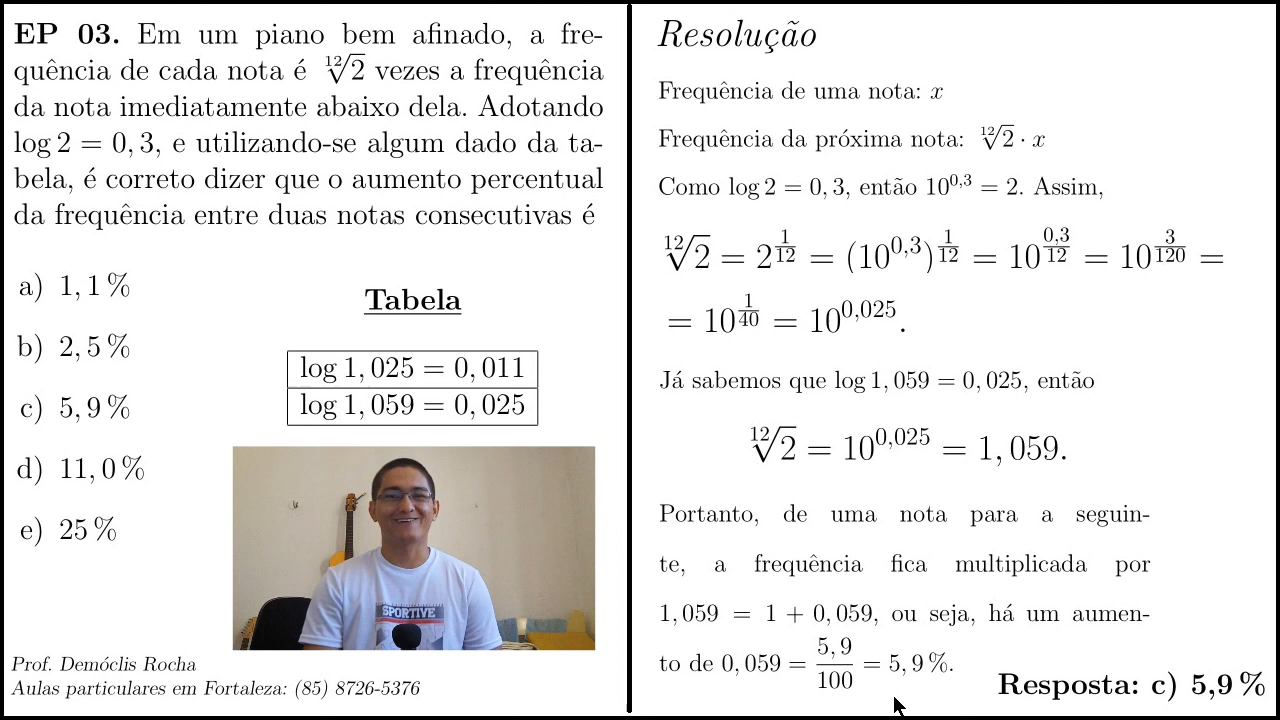 EP 03. Em um piano bem afinado, a fre-
quência de cada nota é ¹²√2 vezes a frequência
da nota imediatamente abaixo dela. Adotando
log 2 = 0, 3, e utilizando-se algum dado da ta-
bela, é correto dizer que o aumento percentual
da frequência entre duas notas consecutivas é
a) 1, 1 %
b) 2, 5 %
c) 5, 9 %
d) 11, 0 %
e) 25 %
Tabela
log 1, 025 = 0, 011
log 1, 059 = 0, 025
SPORTIVE
Prof. Demóclis Rocha
Aulas particulares em Fortaleza: (85) 8726-5376
Resolução
Frequência de uma nota: x
Frequência da próxima nota: ¹²√2 · x
Como log 2 = 0, 3, então 10^{0,3} = 2. Assim,
¹²√2 = 2^{1/12} = (10^{0,3})^{1/12} = 10^{0,3/12} = 10^{3/120} =
= 10^{1/40} = 10^{0,025}.
Já sabemos que log 1, 059 = 0, 025, então
¹²√2 = 10^{0,025} = 1, 059.
Portanto, de uma nota para a seguin-
te, a frequência fica multiplicada por
1, 059 = 1 + 0, 059, ou seja, há um aumen-
to de 0, 059 = 5, 9/100 = 5, 9 %.
Resposta: c) 5,9 %